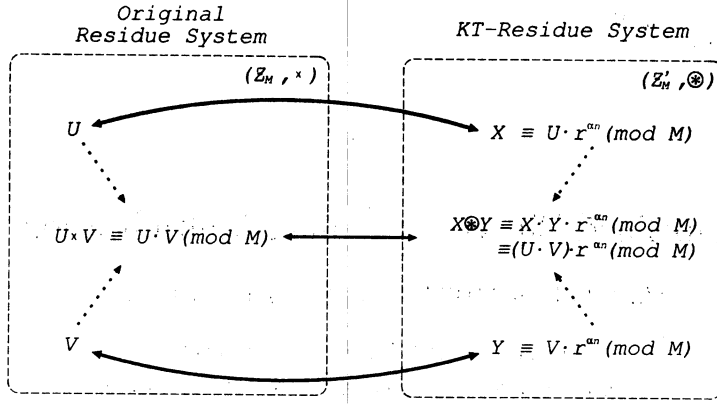 Original
Residue System
KT-Residue System
(Z_M, ×)
(Z'_M, ⊛)
U
X ≡ U·r^{αn}(mod M)
U×V ≡ U·V(mod M)
X⊛Y ≡ X·Y·r^{-αn}(mod M)
≡(U·V)·r^{αn}(mod M)
V
Y ≡ V·r^{αn}(mod M)